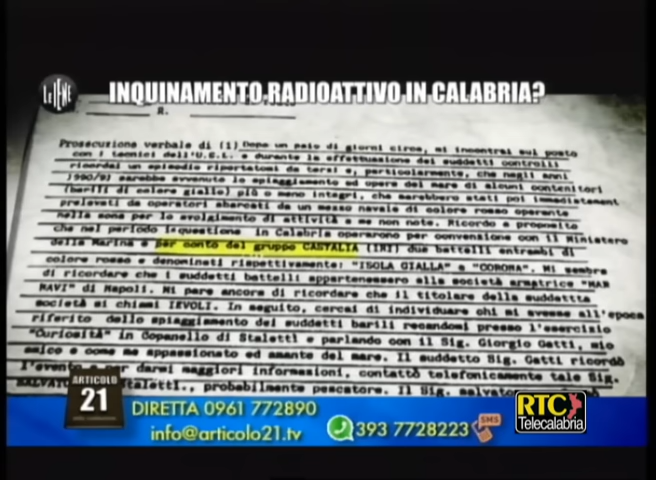 Le IENE
INQUINAMENTO RADIOATTIVO IN CALABRIA?
R.
Prosecuzione verbale di (1) Dopo un paio di giorni circa, mi incontrai sul posto
con i tecnici dell'U.S.L. e durante la effettuazione dei suddetti controlli
ricordai un episodio riportatomi da terzi e, particolarmente, che negli anni
1990/91 sarebbe avvenuto lo spiaggiamento ad opera del mare di alcuni contenitori
(barili di colore giallo) più o meno integri, che sarebbero stati poi immediatament
prelevati da operatori sbarcati da un mezzo navale di colore rosso operante
nella zona per lo svolgimento di attività a me non note. Ricordo a proposito
che nel periodo in questione in Calabria operarono per convenzione con il Ministero
della Marina e per conto del gruppo CASTALIA (IRI) due battelli entrambi di
colore rosso e denominati rispettivamente: "ISOLA GIALLA" e "COROMA". Mi sembra
di ricordare che i suddetti battelli appartenessero alla società armatrice "MAR
NAVI" di Napoli. Mi pare ancora di ricordare che il titolare della suddettta
società si chiami IEVOLI. In seguito, cercai di individuare chi mi avesse all'epoca
riferito dello spiaggiamento dei suddetti barili recandomi presso l'esercizio
"Curiosità" in Copanello di Stalettì e parlando con il Sig. Giorgio Gatti, mio
amico e come me appassionato ed amante del mare. Il suddetto Sig. Gatti ricordò
l'evento e per darmi maggiori informazioni, contattò telefonicamente tale Sig.
SALVATO Stalettì., probabilmente pescatore. Il Sig.
ARTICOLO
21
DIRETTA 0961 772890
info@articolo21.tv
393 7728223
SMS
RTC
Telecalabria